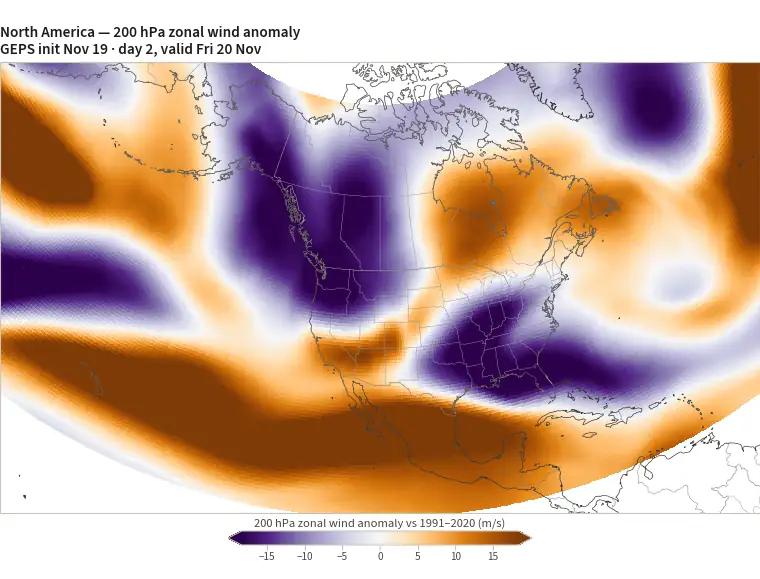 North America — 200 hPa zonal wind anomaly
GEPS init Nov 19 · day 2, valid Fri 20 Nov
200 hPa zonal wind anomaly vs 1991–2020 (m/s)
−15 −10 −5 0 5 10 15